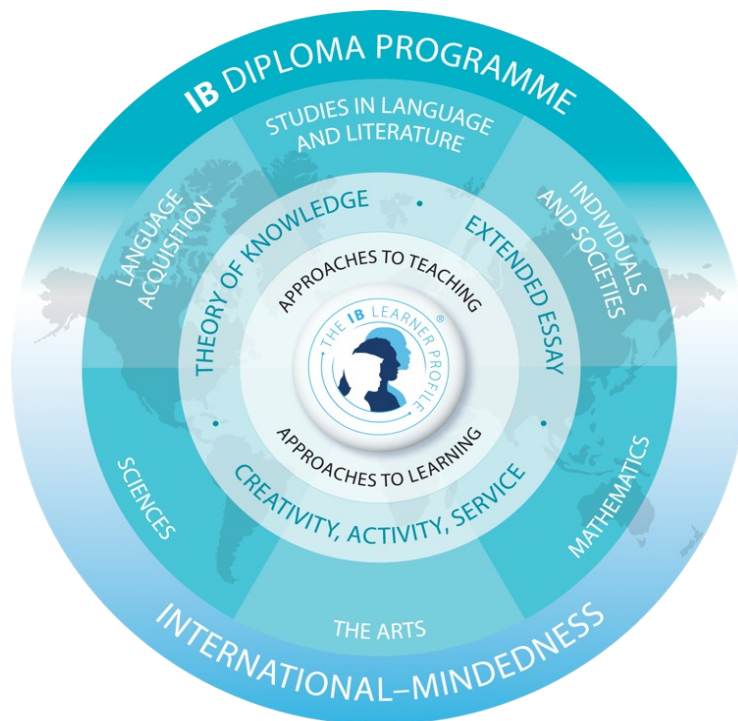 IB DIPLOMA PROGRAMME
STUDIES IN LANGUAGE
AND LITERATURE
LANGUAGE
ACQUISITION
INDIVIDUALS
AND SOCIETIES
THEORY OF KNOWLEDGE
•
EXTENDED ESSAY
APPROACHES TO TEACHING
• THE IB LEARNER PROFILE •
®
APPROACHES TO LEARNING
•
CREATIVITY, ACTIVITY, SERVICE
•
SCIENCES
MATHEMATICS
THE ARTS
INTERNATIONAL–MINDEDNESS